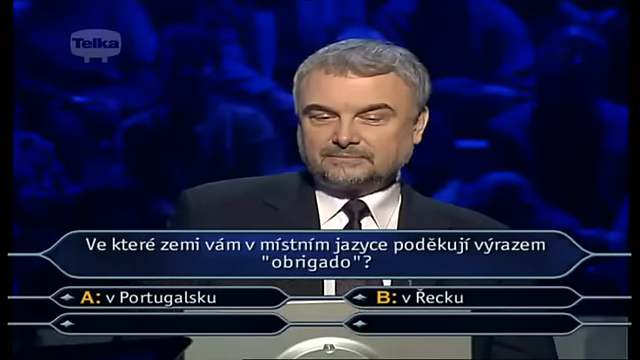 Telka
Ve které zemi vám v místním jazyce poděkují výrazem
"obrigado"?
A: v Portugalsku
B: v Řecku